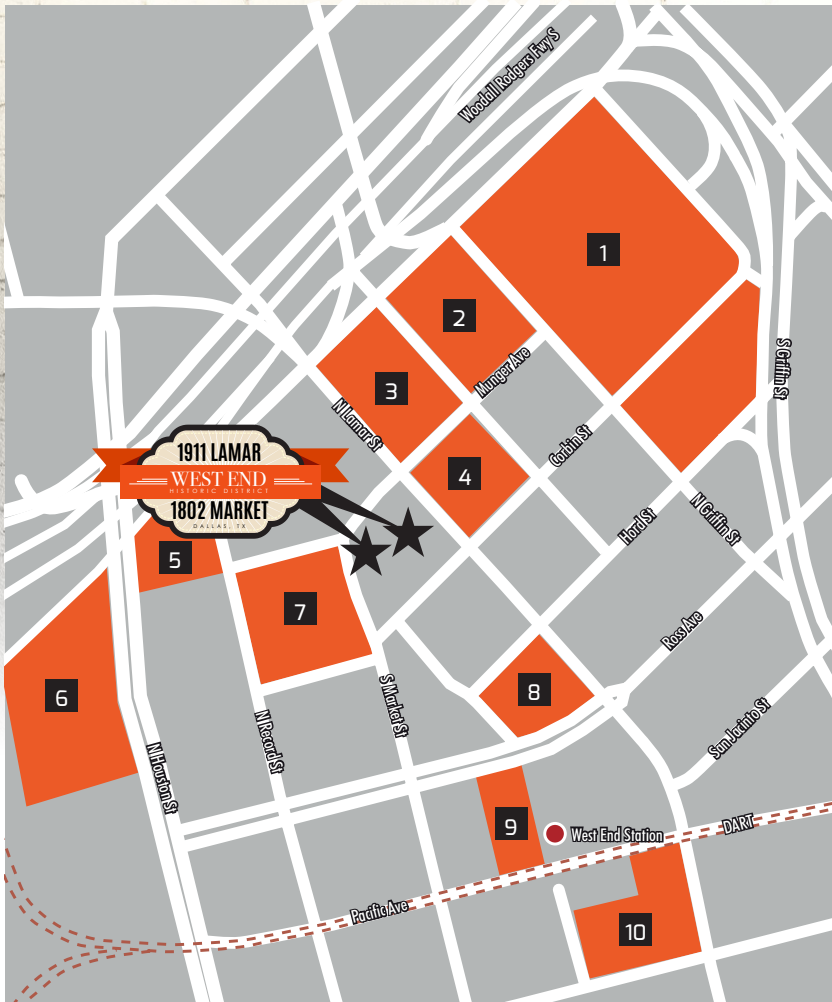 Woodall Rodgers Fwy S
1
2
3
Munger Ave
N Lamar St
S Griffin St
4
Corbin St
1911 LAMAR
WEST END
HISTORIC DISTRICT
1802 MARKET
DALLAS, TX
N Griffin St
Hord St
5
7
Ross Ave
6
8
S Market St
San Jacinto St
N Record St
N Houston St
9
West End Station
DART
Pacific Ave
10